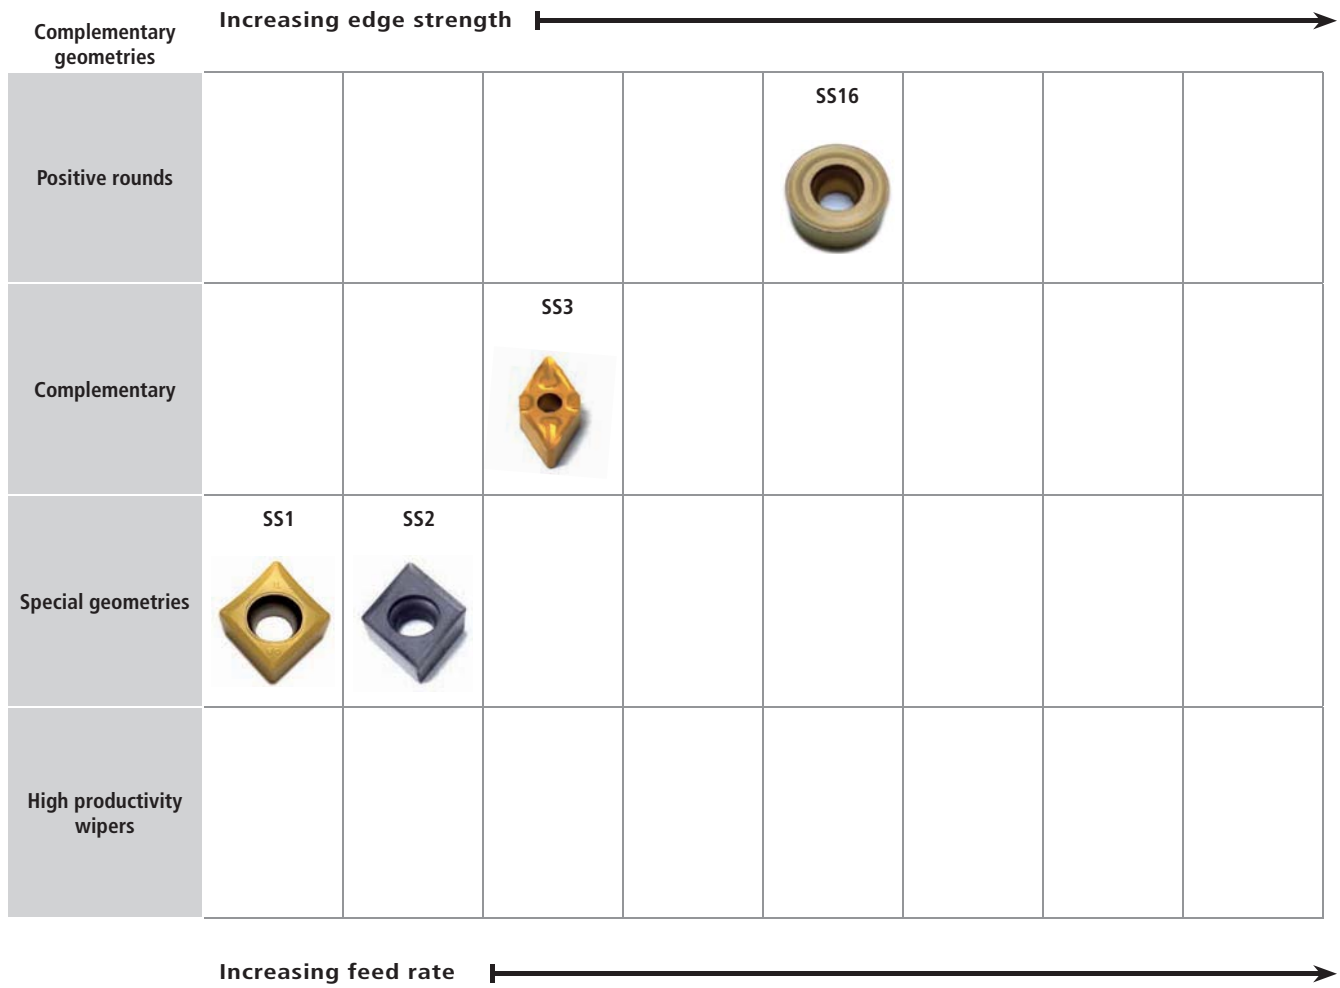 Increasing edge strength
Complementary
geometries
Positive rounds
SS16
Complementary
SS3
Special geometries
SS1
SS2
High productivity
wipers
Increasing feed rate